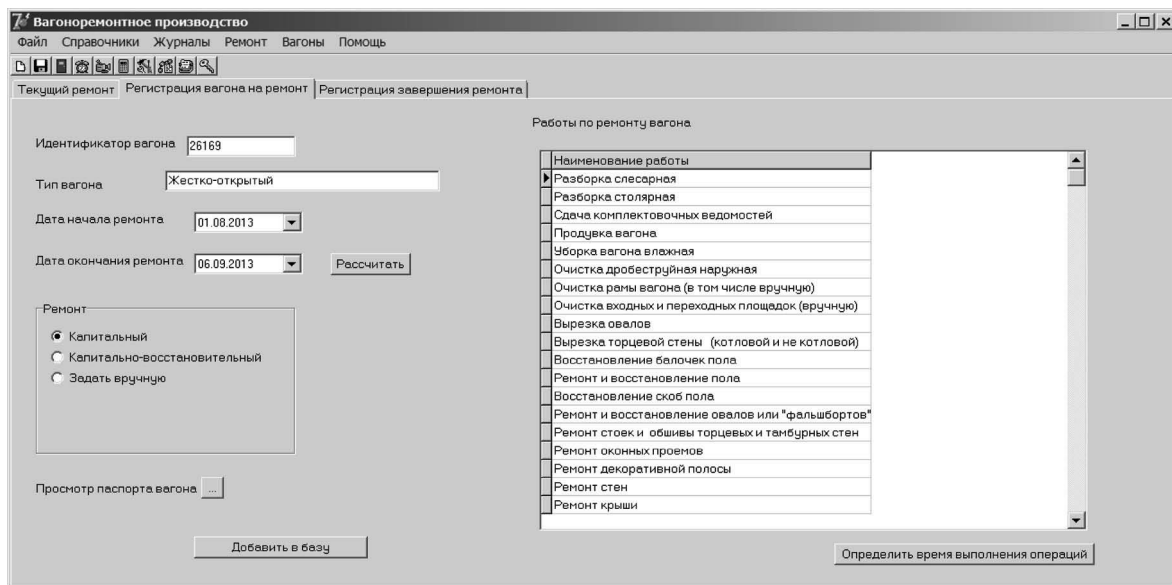 Вагоноремонтное производство
Файл Справочники Журналы Ремонт Вагоны Помощь
Текущий ремонт Регистрация вагона на ремонт Регистрация завершения ремонта
Идентификатор вагона 26169
Тип вагона Жестко-открытый
Дата начала ремонта 01.08.2013
Дата окончания ремонта 06.09.2013 Рассчитать
Ремонт
Капитальный
Капитально-восстановительный
Задать вручную
Просмотр паспорта вагона ...
Добавить в базу
Работы по ремонту вагона
Наименование работы
Разборка слесарная
Разборка столярная
Сдача комплектовочных ведомостей
Продувка вагона
Уборка вагона влажная
Очистка дробеструйная наружная
Очистка рамы вагона (в том числе вручную)
Очистка входных и переходных площадок (вручную)
Вырезка овалов
Вырезка торцевой стены (котловой и не котловой)
Восстановление балочек пола
Ремонт и восстановление пола
Восстановление скоб пола
Ремонт и восстановление овалов или "фальшбортов"
Ремонт стоек и обшивы торцевых и тамбурных стен
Ремонт оконных проемов
Ремонт декоративной полосы
Ремонт стен
Ремонт крыши
Определить время выполнения операций